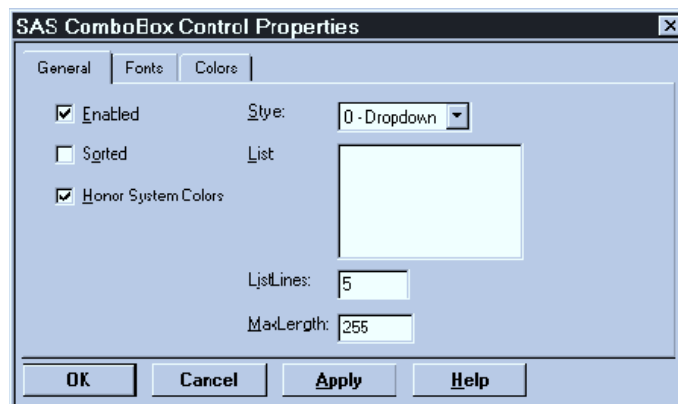 SAS ComboBox Control Properties
General Fonts Colors
Enabled
Stye: 0 - Dropdown
Sorted
List
Honor System Colors
ListLines: 5
MaxLength: 255
OK Cancel Apply Help